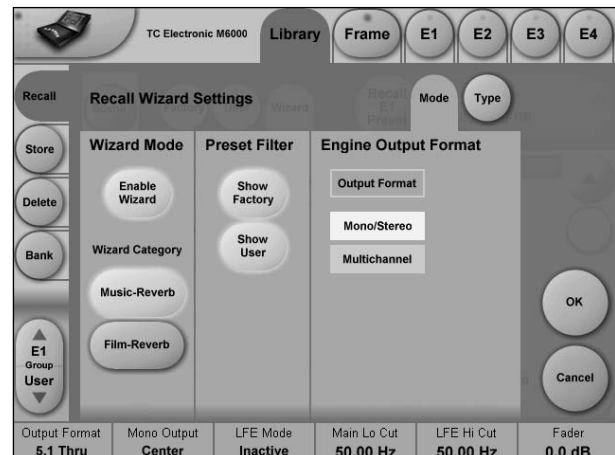 TC Electronic M6000
Library
Frame
E1
E2
E3
E4
Recall
Recall Wizard Settings
Mode
Type
Store
Delete
Bank
Wizard Mode
Enable
Wizard
Wizard Category
Music-Reverb
Film-Reverb
Preset Filter
Show
Factory
Show
User
Engine Output Format
Output Format
Mono/Stereo
Multichannel
OK
Cancel
E1
Group
User
Output Format
5.1 Thru
Mono Output
Center
LFE Mode
Inactive
Main Lo Cut
50.00 Hz
LFE Hi Cut
50.00 Hz
Fader
0.0 dB